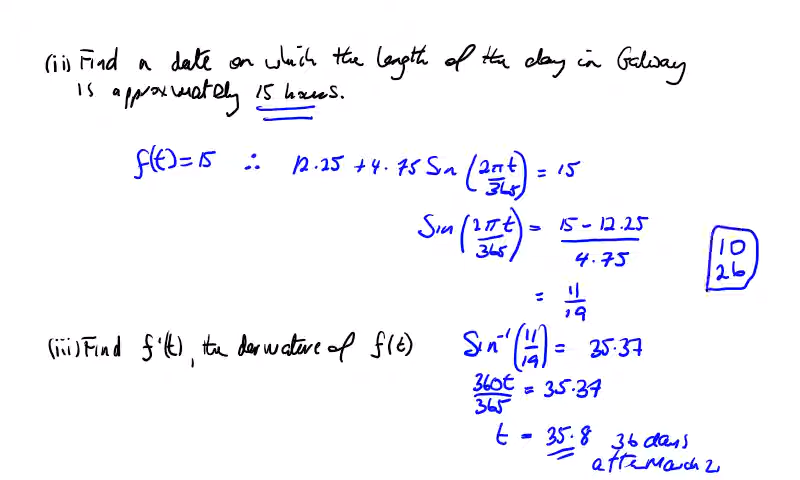 (ii) Find a date on which the length of the day in Galway
is approximately 15 hours.
f(t) = 15 ∴ 12.25 + 4.75 Sin (2πt/365) = 15
Sin (2πt/365) = 15 - 12.25/4.75
= 11/19
10
26
(iii) Find f'(t), the derivative of f(t)
Sin⁻¹ (11/19) = 35.37
360t/365 = 35.37
t = 35.8 36 days
after March 2